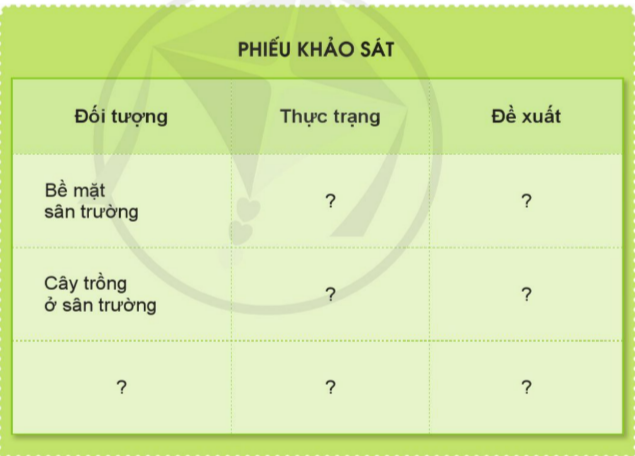 PHIẾU KHẢO SÁT
Đối tượng Thực trạng Đề xuất
Bề mặt
sân trường
? ?
Cây trồng
ở sân trường
? ?
? ? ?